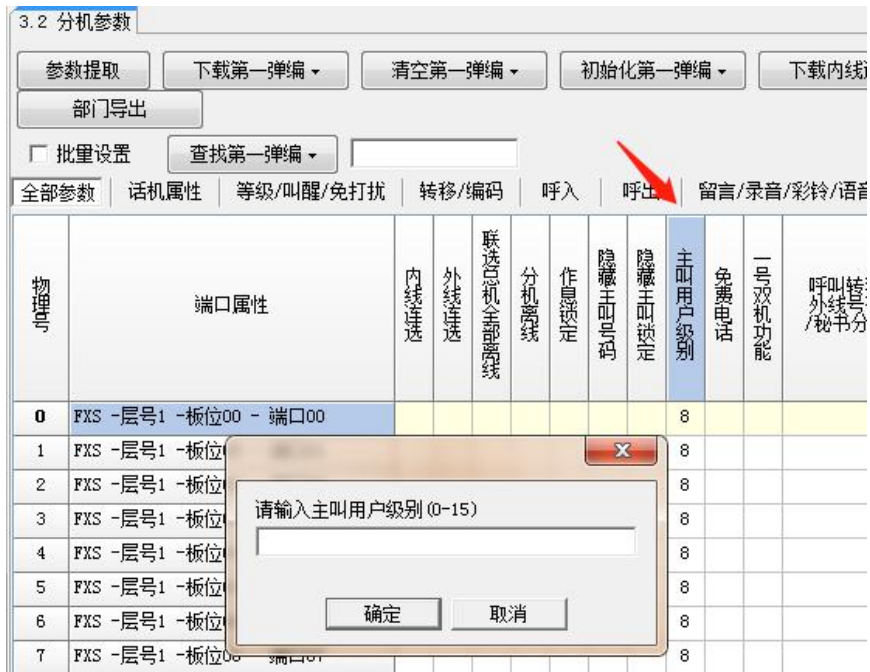 3.2 分机参数
参数提取 下载第一弹编 清空第一弹编 初始化第一弹编 下载内线
部门导出
批量设置 查找第一弹编
全部参数 话机属性 等级/叫醒/免打扰 转移/编码 呼入 呼出 留言/录音/彩铃/语音
物理号 端口属性 内线连选 外线连选 联选总机全部离线 分机离线 作息锁定 隐藏主叫号码 隐藏主叫锁定 主叫用户级别 免费电话 一号双机功能 呼叫转
外线号
/秘书分
0 FXS -层号1 -板位00 - 端口00 8
1 FXS -层号1 -板位 8
2 FXS -层号1 -板位 8
3 FXS -层号1 -板位 8
4 FXS -层号1 -板位 8
5 FXS -层号1 -板位 8
6 FXS -层号1 -板位 8
7 FXS -层号1 -板位 8
请输入主叫用户级别(0-15)
确定 取消